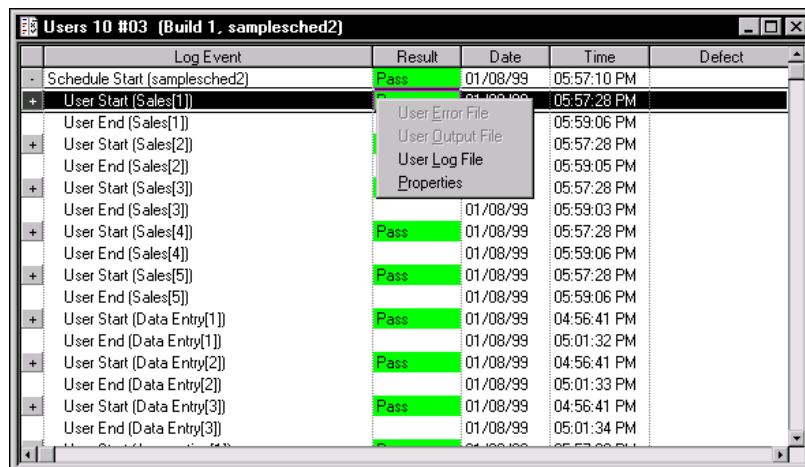 Users 10 #03 (Build 1, samplesched2)
Log Event Result Date Time Defect
- Schedule Start (samplesched2) Pass 01/08/99 05:57:10 PM
+ User Start (Sales[1]) 05:57:28 PM
User End (Sales[1]) 05:59:06 PM
+ User Start (Sales[2]) 05:57:28 PM
User End (Sales[2]) 05:59:05 PM
+ User Start (Sales[3]) 05:57:28 PM
User End (Sales[3]) 01/08/99 05:59:03 PM
+ User Start (Sales[4]) Pass 01/08/99 05:57:28 PM
User End (Sales[4]) 01/08/99 05:59:06 PM
+ User Start (Sales[5]) Pass 01/08/99 05:57:28 PM
User End (Sales[5]) 01/08/99 05:59:06 PM
+ User Start (Data Entry[1]) Pass 01/08/99 04:56:41 PM
User End (Data Entry[1]) 01/08/99 05:01:32 PM
+ User Start (Data Entry[2]) Pass 01/08/99 04:56:41 PM
User End (Data Entry[2]) 01/08/99 05:01:33 PM
+ User Start (Data Entry[3]) Pass 01/08/99 04:56:41 PM
User End (Data Entry[3]) 01/08/99 05:01:34 PM
User Error File
User Output File
User Log File
Properties